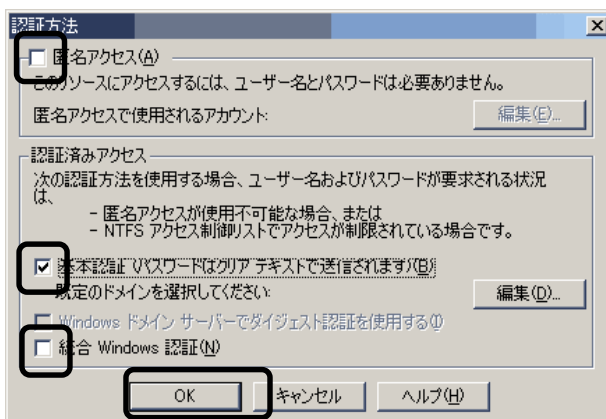 認証方法
匿名アクセス(A)
このリソースにアクセスするには、ユーザー名とパスワードは必要ありません。
匿名アクセスで使用されるアカウント:
編集(E)...
認証済みアクセス
次の認証方法を使用する場合、ユーザー名およびパスワードが要求される状況
は、
- 匿名アクセスが使用不可能な場合、または
- NTFS アクセス制御リストでアクセスが制限されている場合です。
基本認証 (パスワードはクリア テキストで送信されます)(B)
既定のドメインを選択してください:
編集(D)...
Windows ドメイン サーバーでダイジェスト認証を使用する(I)
統合 Windows 認証(N)
OK
キャンセル
ヘルプ(H)